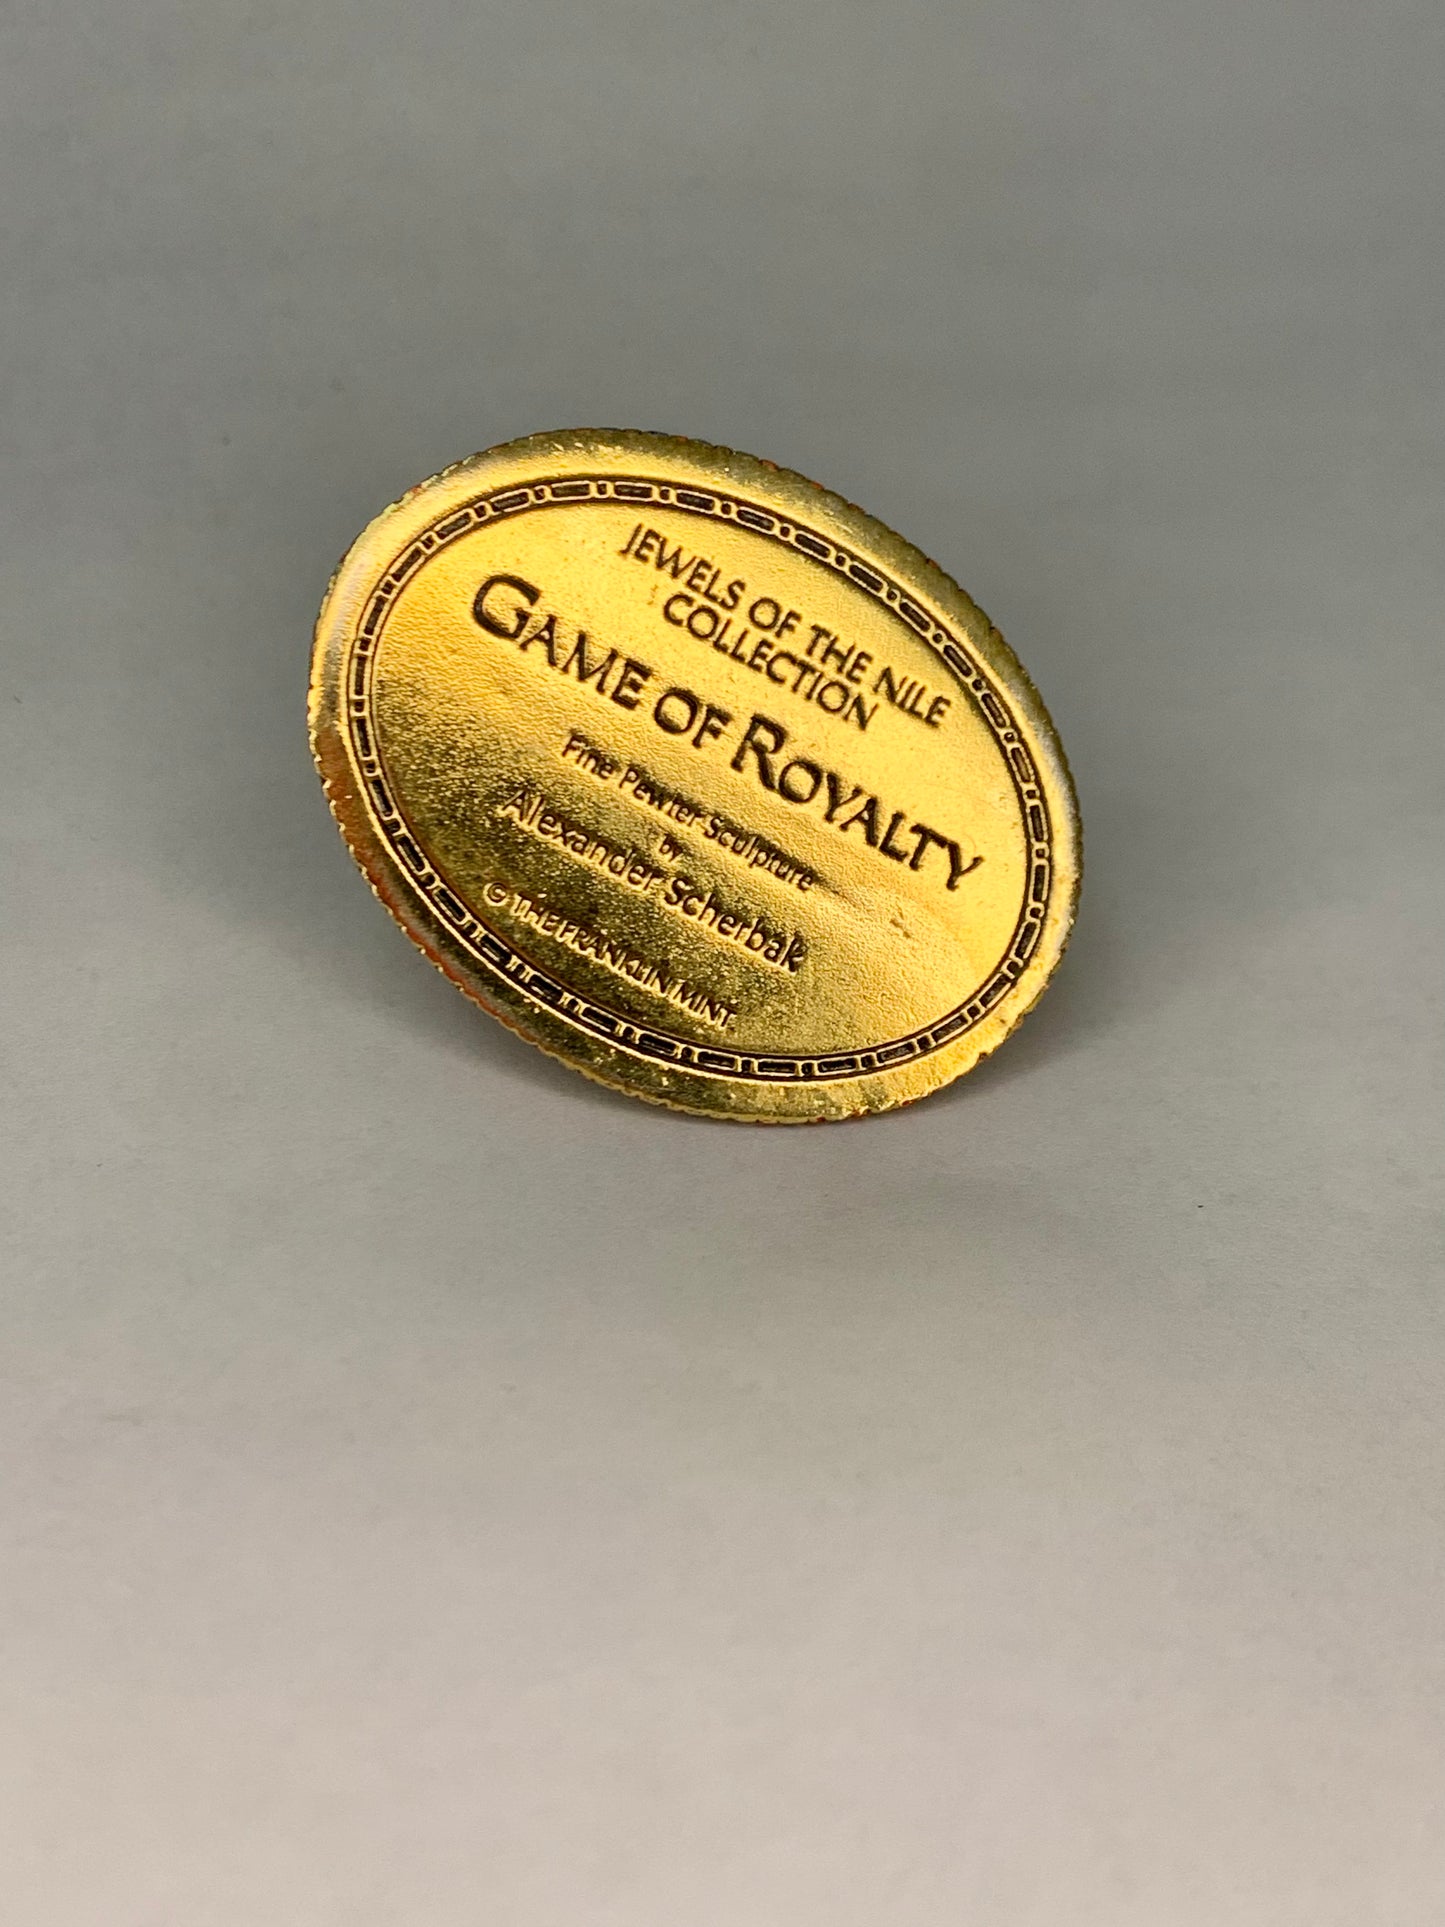 JEWELS OF THE NILE
COLLECTION
GAME OF ROYALTY
Fine Pewter Sculpture
by
Alexander Scherbak
© THE FRANKLIN MINT.